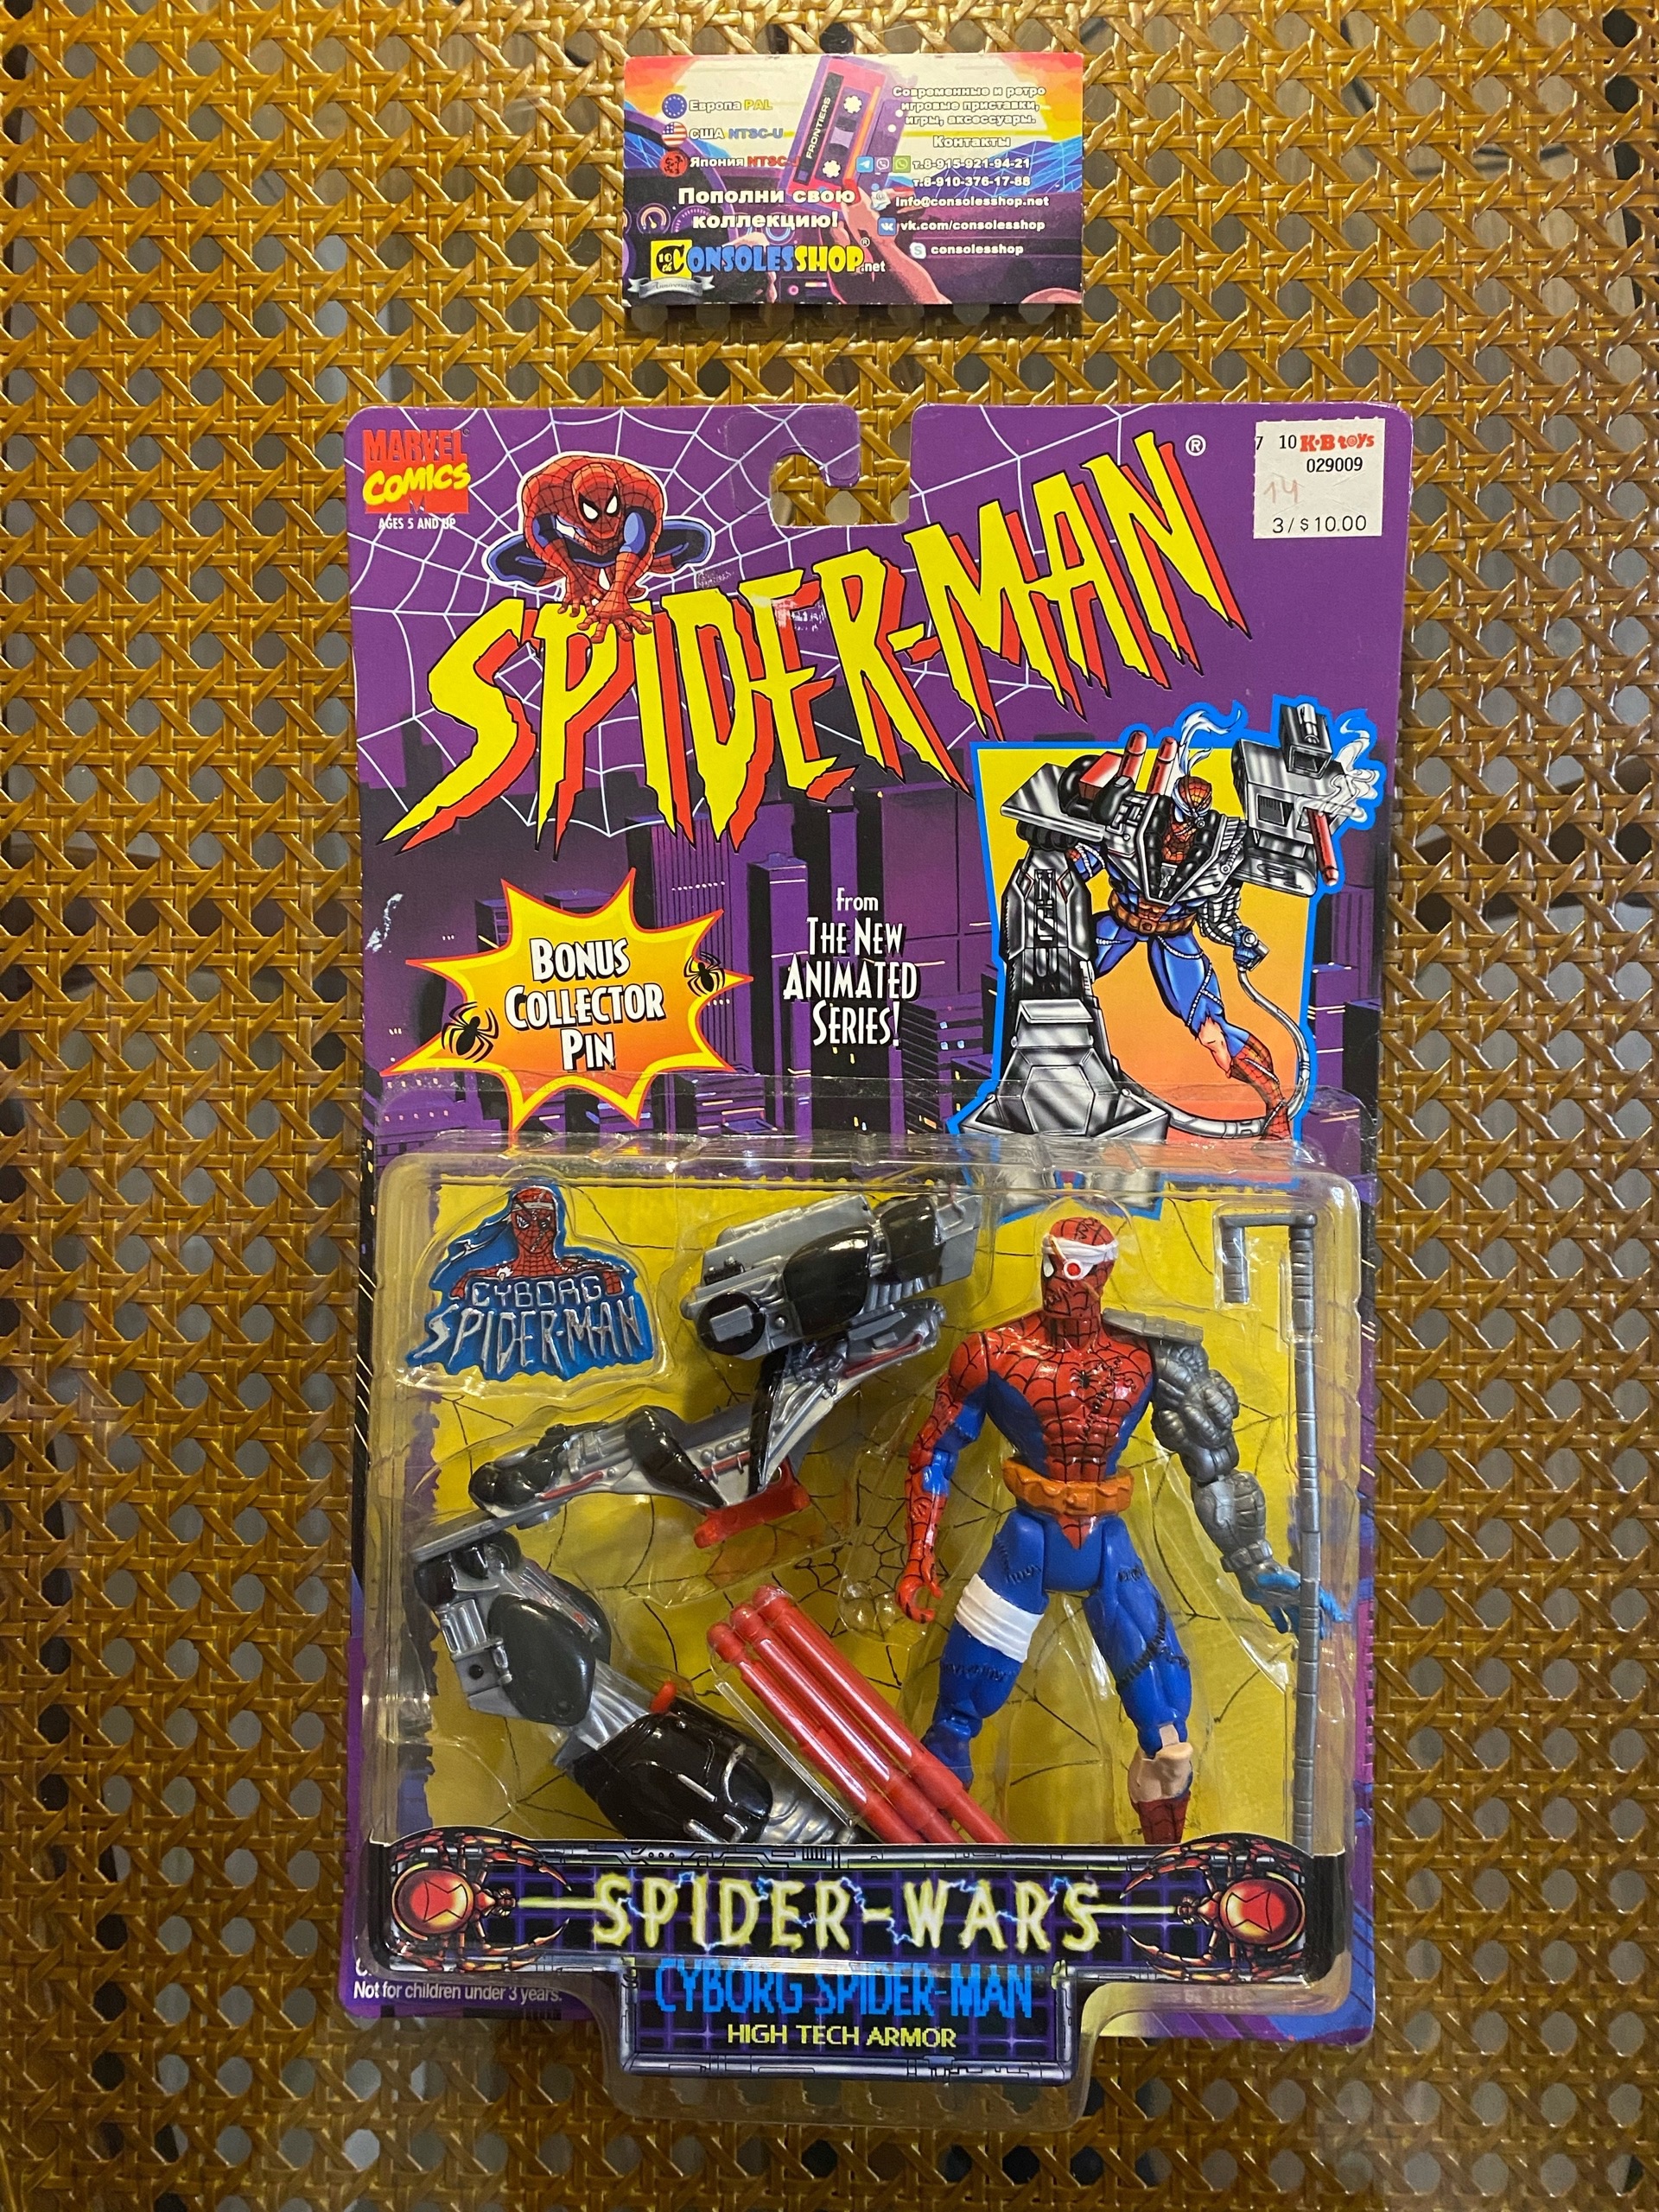 Европа PAL
США NTSC-U
Япония NTSC-J
Пополни свою
коллекцию!
CONSOLESSHOP.net
FRONTIERS
Современные и ретро
игровые приставки,
игры, аксессуары.
Контакты
т.8-915-921-94-21
т.8-910-376-17-88
info@consolesshop.net
vk.com/consolesshop
consolesshop
MARVEL
COMICS
AGES 5 AND UP
SPIDER-MAN®
7 10 K·B toys
029009
14
3/$10.00
BONUS
COLLECTOR
PIN
from
THE NEW
ANIMATED
SERIES!
CYBORG
SPIDER-MAN
SPIDER-WARS
Not for children under 3 years.
CYBORG SPIDER-MAN
HIGH TECH ARMOR